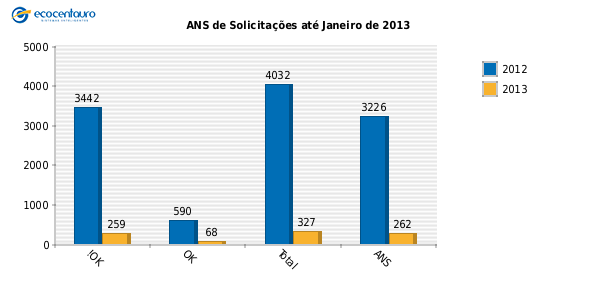 ecocentauro
ANS de Solicitações até Janeiro de 2013
5000
4000
3000
2000
1000
0
3442
259
590
68
4032
327
3226
262
!OK
OK
Total
ANS
2012
2013